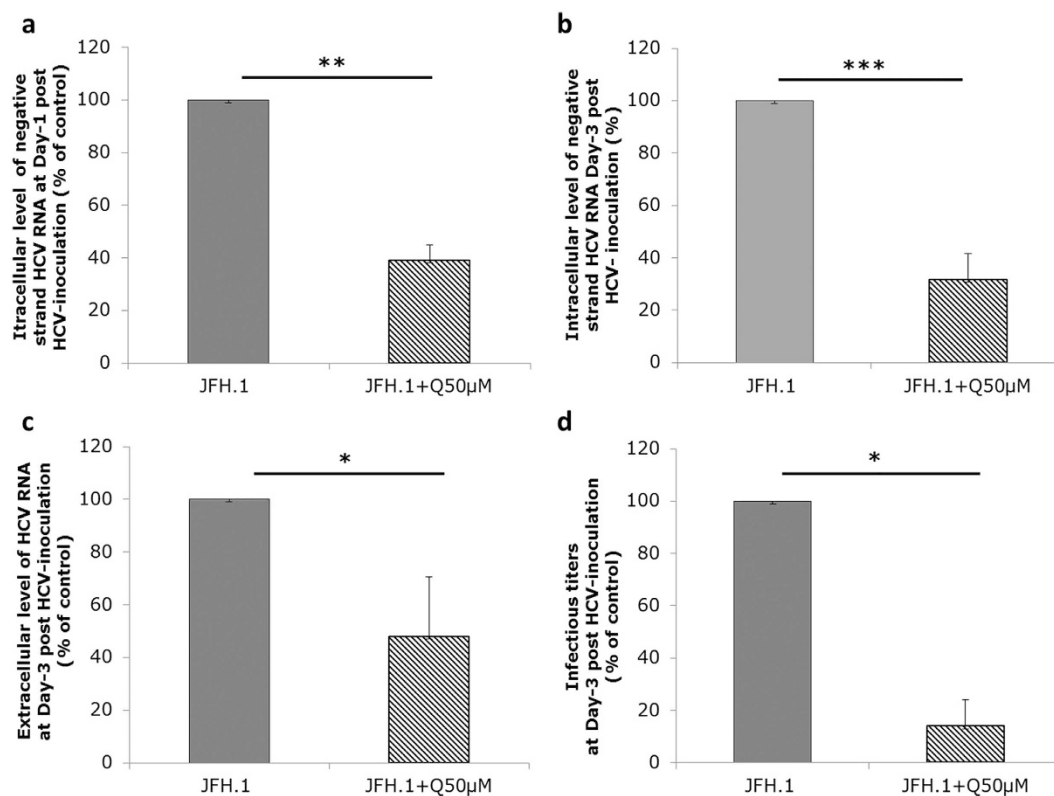 a
Itracellular level of negative
strand HCV RNA at Day-1 post
HCV-inoculation (% of control)
120
100
80
60
40
20
0
**
JFH.1
JFH.1+Q50µM
b
Intracellular level of negative
strand HCV RNA Day-3 post
HCV- inoculation (%)
120
100
80
60
40
20
0
***
JFH.1
JFH.1+Q50µM
c
Extracellular level of HCV RNA
at Day-3 post HCV-inoculation
(% of control)
120
100
80
60
40
20
0
*
JFH.1
JFH.1+Q50µM
d
Infectious titers
at Day-3 post HCV-inoculation
(% of control)
120
100
80
60
40
20
0
*
JFH.1
JFH.1+Q50µM